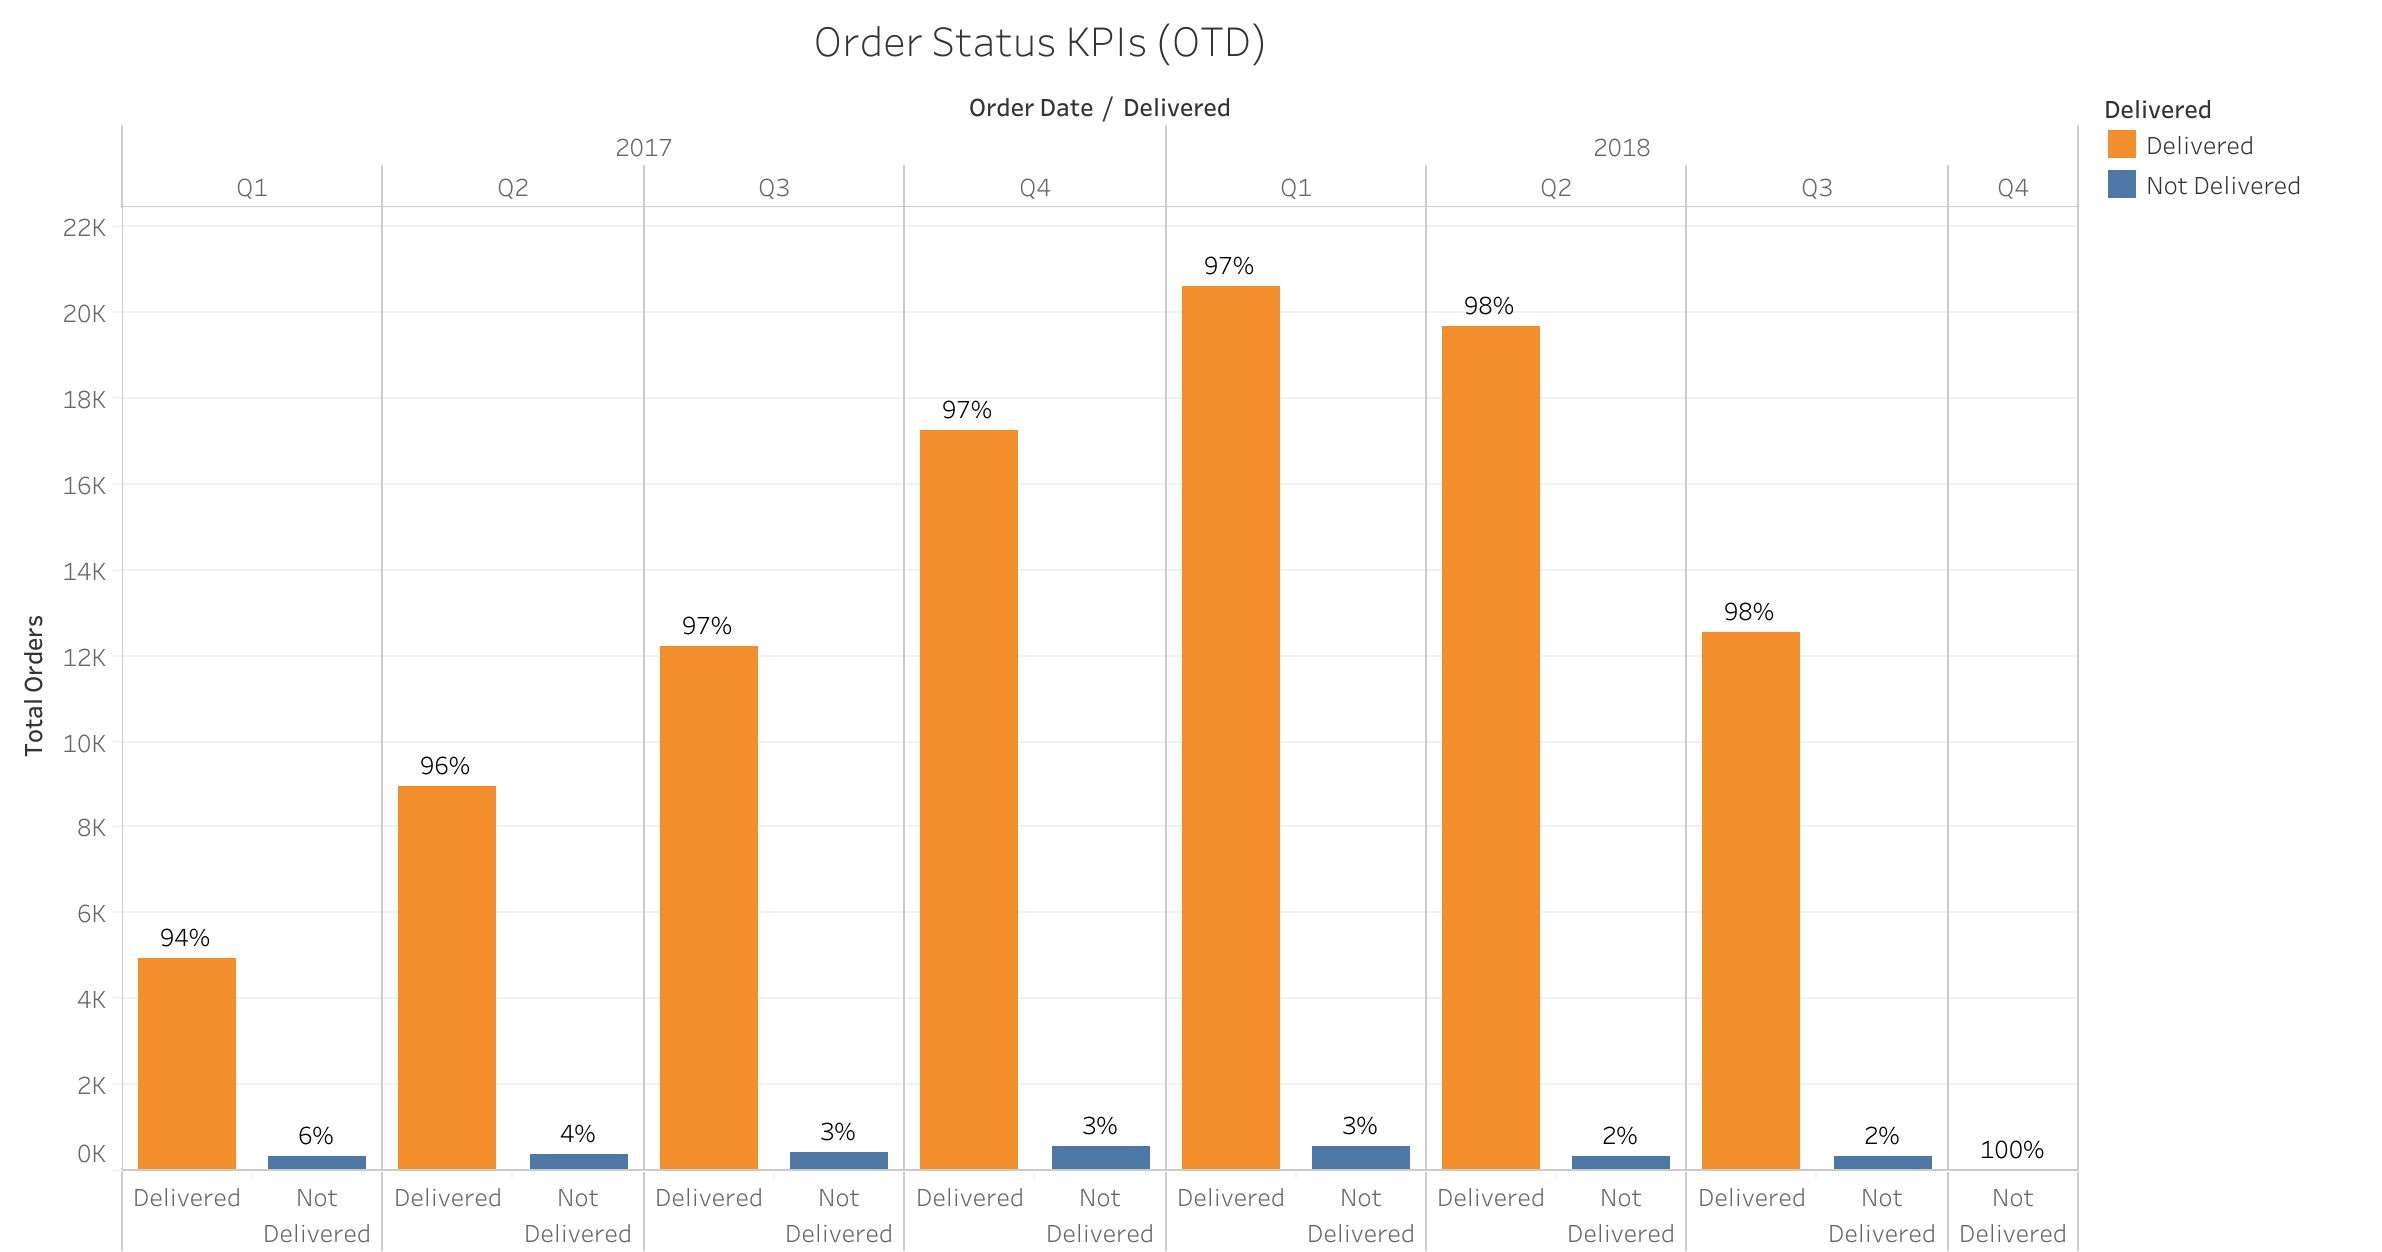 Order Status KPIs (OTD)
Order Date / Delivered
Delivered
Delivered
Not Delivered
2017
2018
Q1
Q2
Q3
Q4
Q1
Q2
Q3
Q4
Total Orders
22K
20K
18K
16K
14K
12K
10K
8K
6K
4K
2K
0K
94%
6%
96%
4%
97%
3%
97%
3%
97%
3%
98%
2%
98%
2%
100%
Delivered
Not
Delivered
Delivered
Not
Delivered
Delivered
Not
Delivered
Delivered
Not
Delivered
Delivered
Not
Delivered
Delivered
Not
Delivered
Delivered
Not
Delivered
Not
Delivered